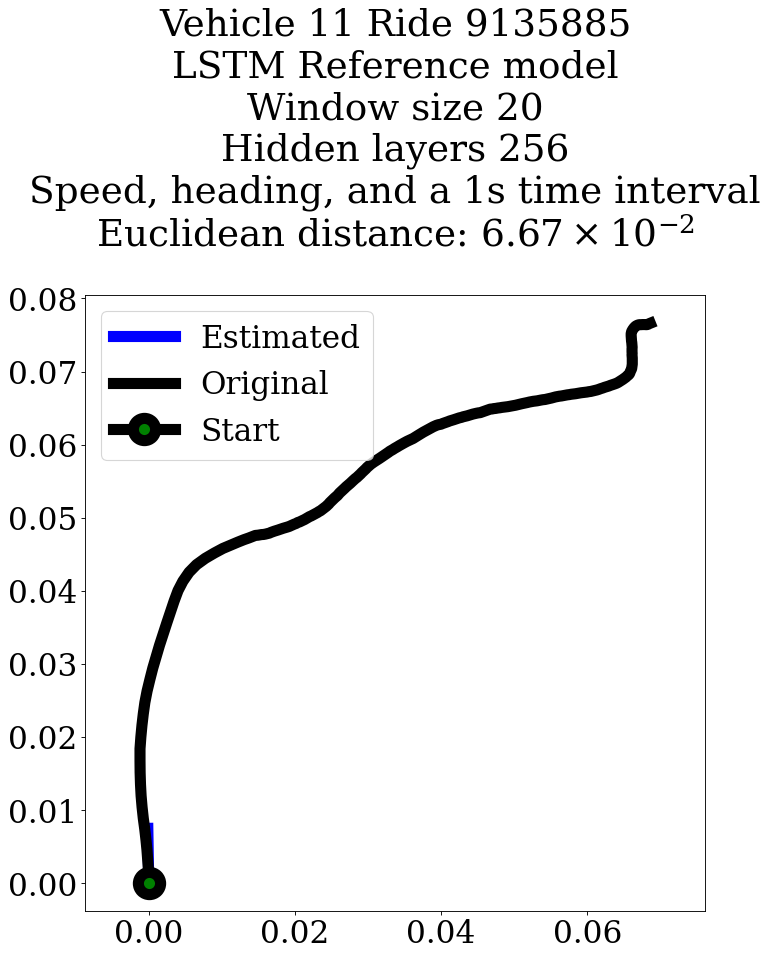 Vehicle 11 Ride 9135885
LSTM Reference model
Window size 20
Hidden layers 256
Speed, heading, and a 1s time interval
Euclidean distance: 6.67 × 10⁻²
0.08
Estimated
0.07
Original
0.06
Start
0.05
0.04
0.03
0.02
0.01
0.00
0.00 0.02 0.04 0.06